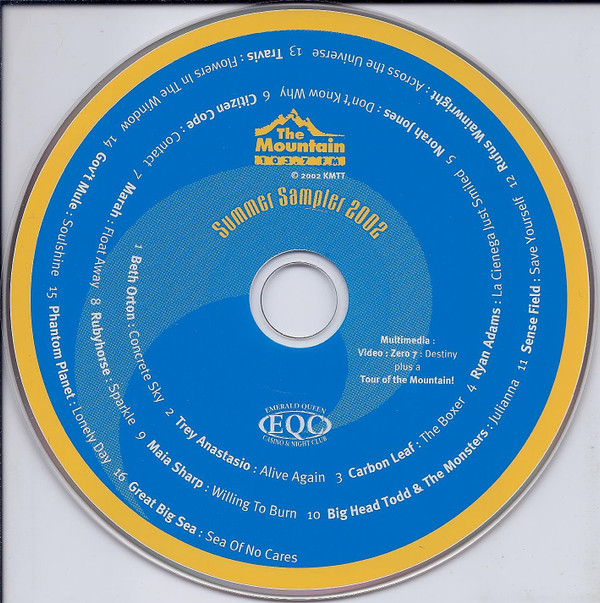 The
Mountain
103.7 FM
© 2002 KMTT
Summer Sampler 2002
1 Beth Orton : Concrete Sky 2 Trey Anastasio : Alive Again 3 Carbon Leaf : The Boxer 4 Ryan Adams : La Cienega Just Smiled 5 Norah Jones : Don't Know Why 6 Citizen Cope : Contact 7 Marah : Float Away 8 Rubyhorse : Sparkle 9 Maia Sharp : Willing To Burn 10 Big Head Todd & The Monsters : Julianna 11 Sense Field : Save Yourself 12 Rufus Wainwright : Across the Universe 13 Travis : Flowers In The Window 14 Gov't Mule : Soulshine 15 Phantom Planet : Lonely Day 16 Great Big Sea : Sea Of No Cares
Multimedia :
Video : Zero 7 : Destiny
plus a
Tour of the Mountain!
EMERALD QUEEN
EQC
CASINO & NIGHT CLUB